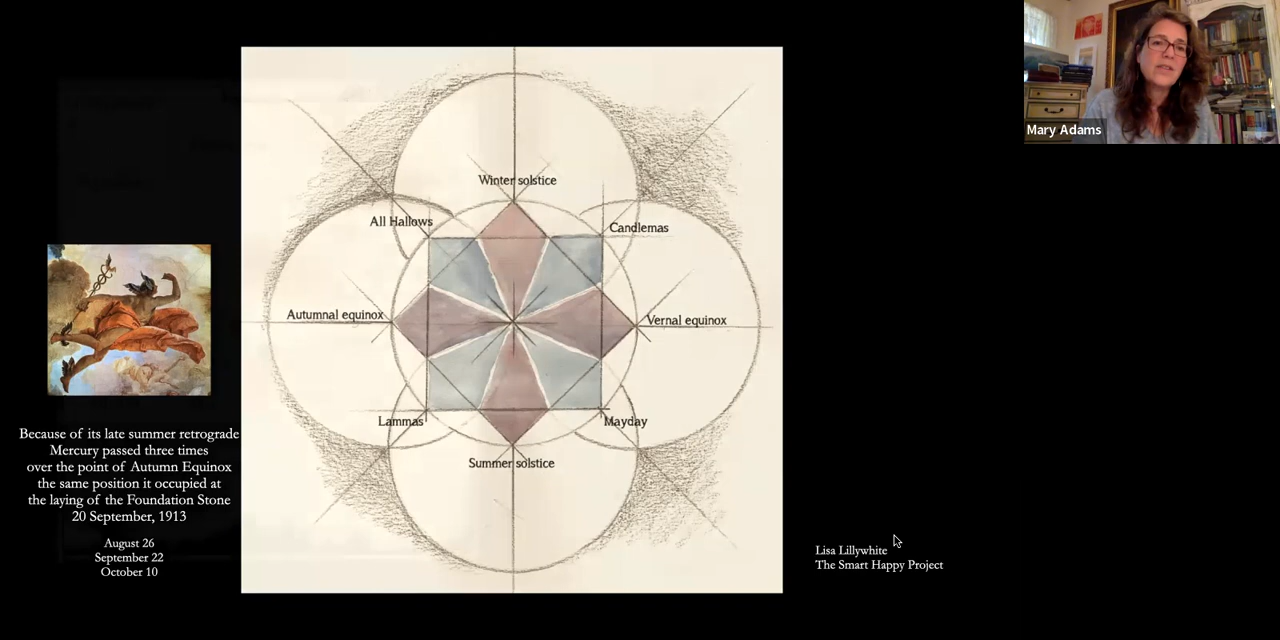 Mary Adams
Winter solstice
All Hallows
Candlemas
Autumnal equinox
Vernal equinox
Lammas
Mayday
Summer solstice
Because of its late summer retrograde
Mercury passed three times
over the point of Autumn Equinox
the same position it occupied at
the laying of the Foundation Stone
20 September, 1913
August 26
September 22
October 10
Lisa Lillywhite
The Smart Happy Project